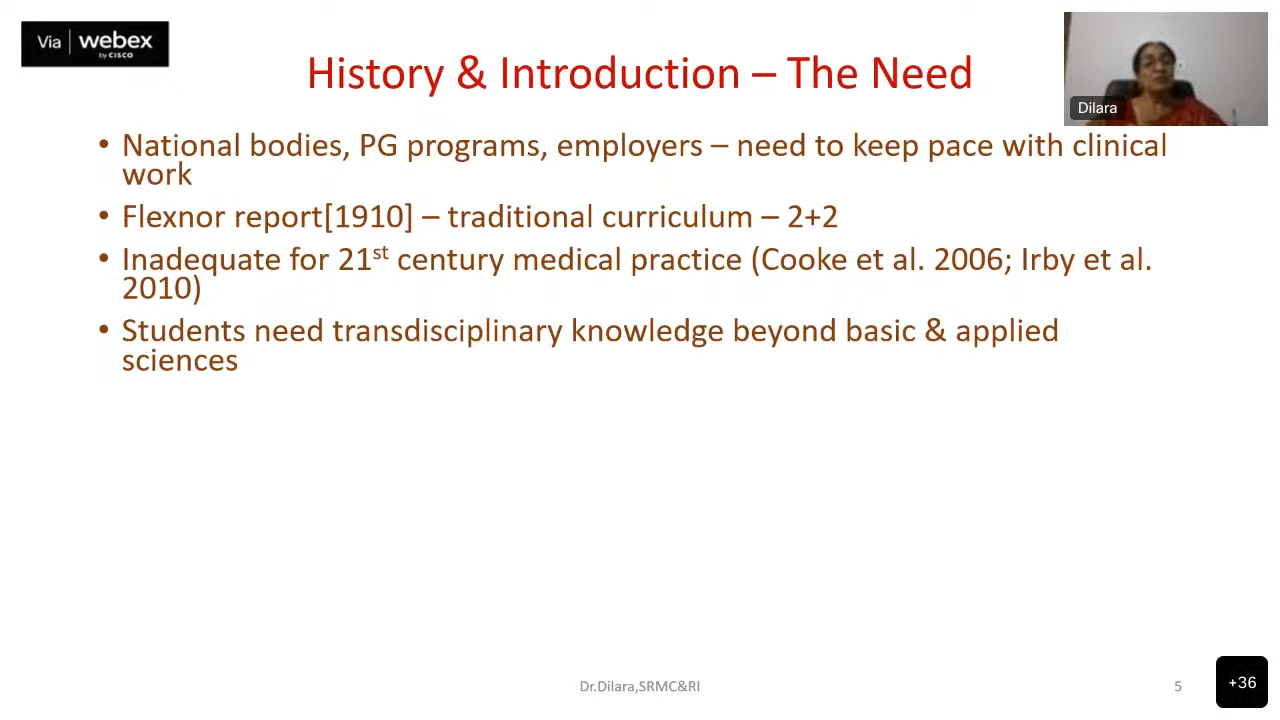 Via webex
by CISCO
History & Introduction – The Need
Dilara
• National bodies, PG programs, employers – need to keep pace with clinical
work
• Flexnor report[1910] – traditional curriculum – 2+2
• Inadequate for 21st century medical practice (Cooke et al. 2006; Irby et al.
2010)
• Students need transdisciplinary knowledge beyond basic & applied
sciences
Dr.Dilara,SRMC&RI
5
+36